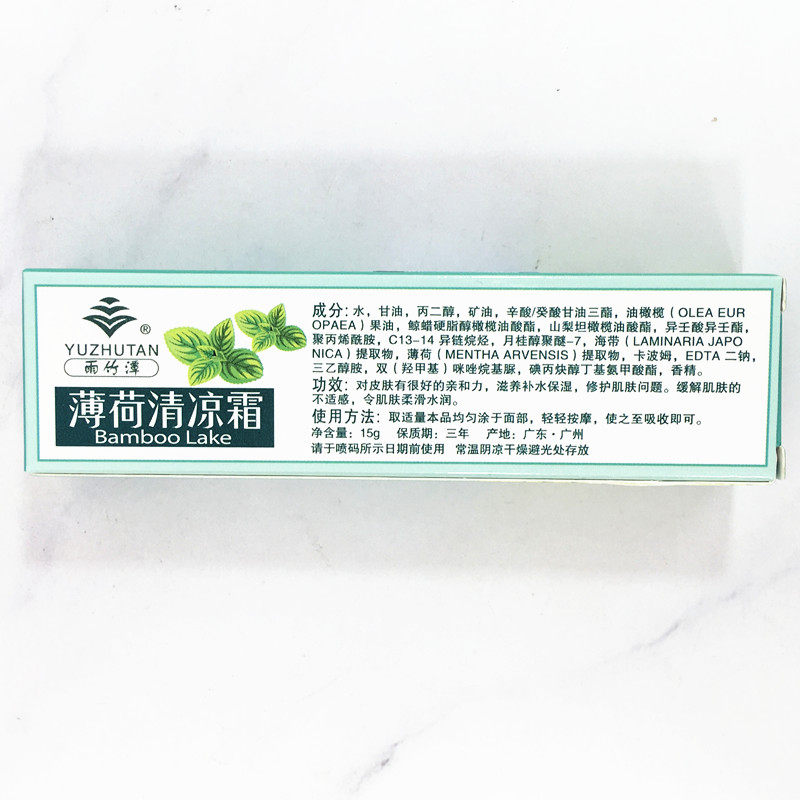 ®
YUZHUTAN
雨竹潭
薄荷清凉霜
Bamboo Lake
成分：水，甘油，丙二醇，矿油，辛酸/癸酸甘油三酯，油橄榄（OLEA EUR
OPAEA）果油，鲸蜡硬脂醇橄榄油酸酯，山梨坦橄榄油酸酯，异壬酸异壬酯，
聚丙烯酰胺，C13-14 异链烷烃，月桂醇聚醚-7，海带（LAMINARIA JAPO
NICA）提取物，薄荷（MENTHA ARVENSIS）提取物，卡波姆，EDTA 二钠，
三乙醇胺，双（羟甲基）咪唑烷基脲，碘丙炔醇丁基氨甲酸酯，香精。
功效：对皮肤有很好的亲和力，滋养补水保湿，修护肌肤问题。缓解肌肤的
不适感，令肌肤柔滑水润。
使用方法：取适量本品均匀涂于面部，轻轻按摩，使之至吸收即可。
净含量：15g 保质期：三年 产地：广东·广州
请于喷码所示日期前使用 常温阴凉干燥避光处存放